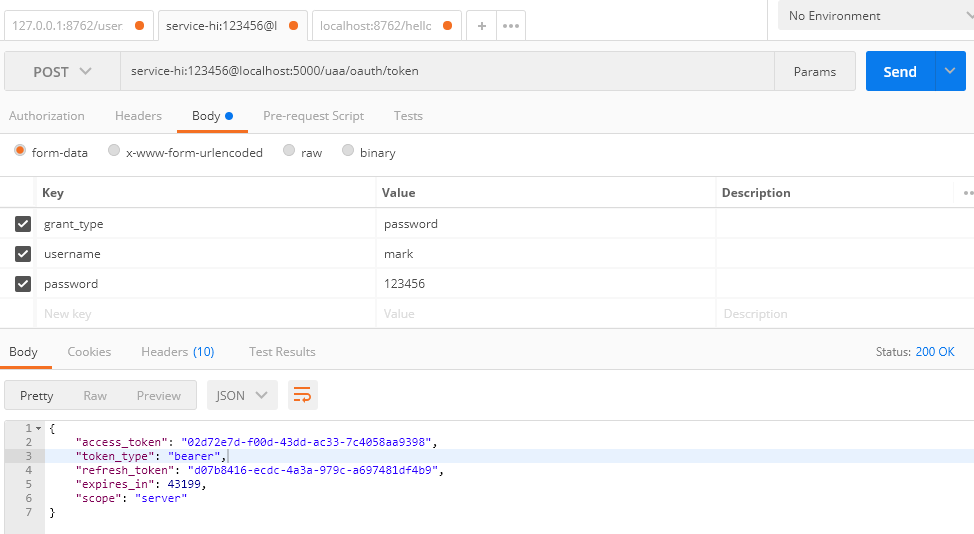 127.0.0.1:8762/user service-hi:123456@l localhost:8762/hello + ••• No Environment
POST service-hi:123456@localhost:5000/uaa/oauth/token Params Send
Authorization Headers Body Pre-request Script Tests
form-data x-www-form-urlencoded raw binary
Key Value Description
grant_type password
username mark
password 123456
New key Value Description
Body Cookies Headers (10) Test Results Status: 200 OK
Pretty Raw Preview JSON
1 {
2 "access_token": "02d72e7d-f00d-43dd-ac33-7c4058aa9398",
3 "token_type": "bearer",
4 "refresh_token": "d07b8416-ecdc-4a3a-979c-a697481df4b9",
5 "expires_in": 43199,
6 "scope": "server"
7 }